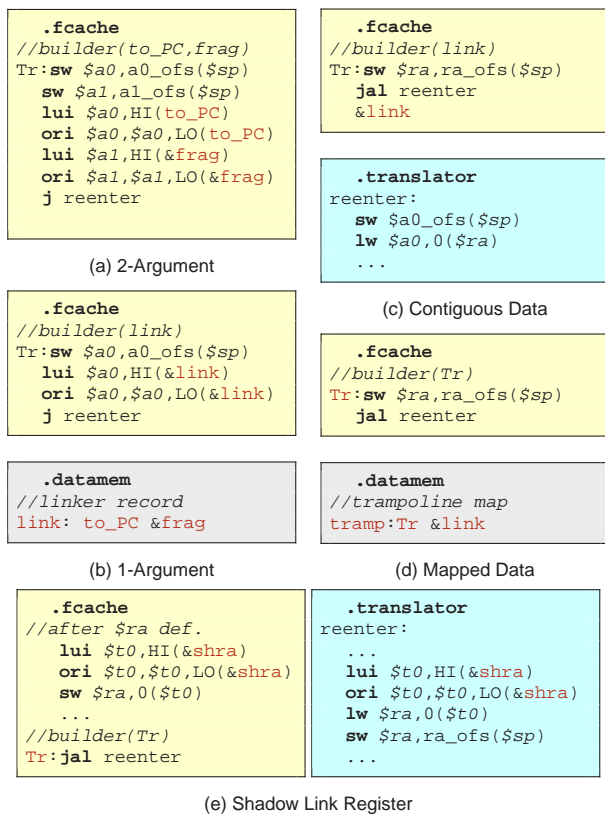 .fcache
//builder(to_PC,frag)
Tr:sw $a0,a0_ofs($sp)
sw $a1,a1_ofs($sp)
lui $a0,HI(to_PC)
ori $a0,$a0,LO(to_PC)
lui $a1,HI(&frag)
ori $a1,$a1,LO(&frag)
j reenter
(a) 2-Argument
.fcache
//builder(link)
Tr:sw $a0,a0_ofs($sp)
lui $a0,HI(&link)
ori $a0,$a0,LO(&link)
j reenter
.datamem
//linker record
link: to_PC &frag
(b) 1-Argument
.fcache
//builder(link)
Tr:sw $ra,ra_ofs($sp)
jal reenter
&link
.translator
reenter:
sw $a0_ofs($sp)
lw $a0,0($ra)
...
(c) Contiguous Data
.fcache
//builder(Tr)
Tr:sw $ra,ra_ofs($sp)
jal reenter
.datamem
//trampoline map
tramp:Tr &link
(d) Mapped Data
.fcache
//after $ra def.
lui $t0,HI(&shra)
ori $t0,$t0,LO(&shra)
sw $ra,0($t0)
...
//builder(Tr)
Tr:jal reenter
.translator
reenter:
...
lui $t0,HI(&shra)
ori $t0,$t0,LO(&shra)
lw $ra,0($t0)
sw $ra,ra_ofs($sp)
...
(e) Shadow Link Register